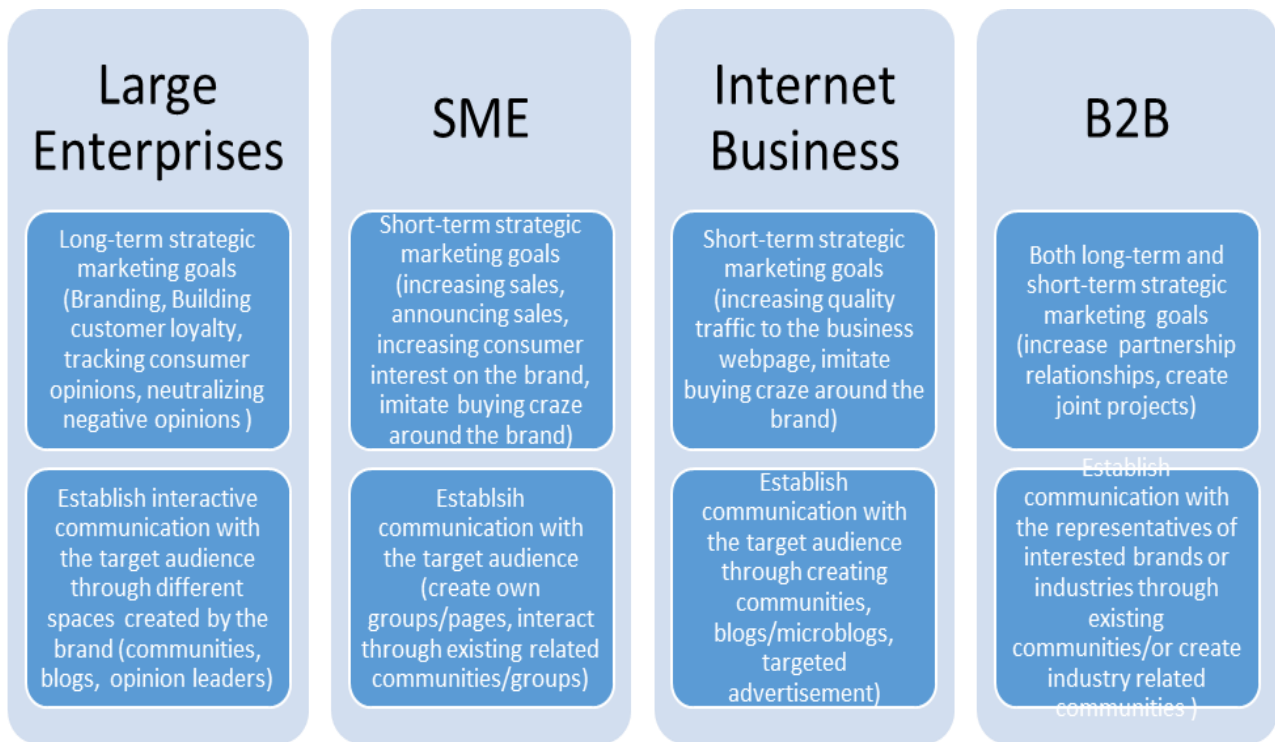 Large
Enterprises
Long-term strategic
marketing goals
(Branding, Building
customer loyalty,
tracking consumer
opinions, neutralizing
negative opinions )
Establish interactive
communication with
the target audience
through different
spaces created by the
brand (communities,
blogs, opinion leaders)
SME
Short-term strategic
marketing goals
(increasing sales,
announcing sales,
increasing consumer
interest on the brand,
imitate buying craze
around the brand)
Establsih
communication with
the target audience
(create own
groups/pages, interact
through existing related
communities/groups)
Internet
Business
Short-term strategic
marketing goals
(increasing quality
traffic to the business
webpage, imitate
buying craze around the
brand)
Establish
communication with
the target audience
through creating
communities,
blogs/microblogs,
targeted
advertisement)
B2B
Both long-term and
short-term strategic
marketing goals
(increase partnership
relationships, create
joint projects)
Establish
communication with
the representatives of
interested brands or
industries through
existing
communities/or create
industry related
communities )